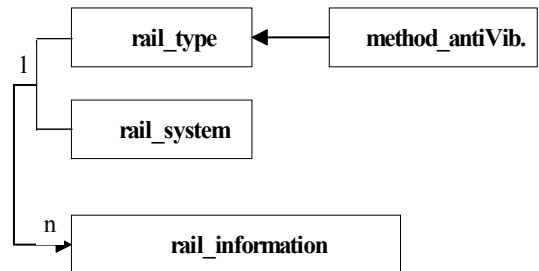 rail_type
method_antiVib.
1
rail_system
n
rail_information